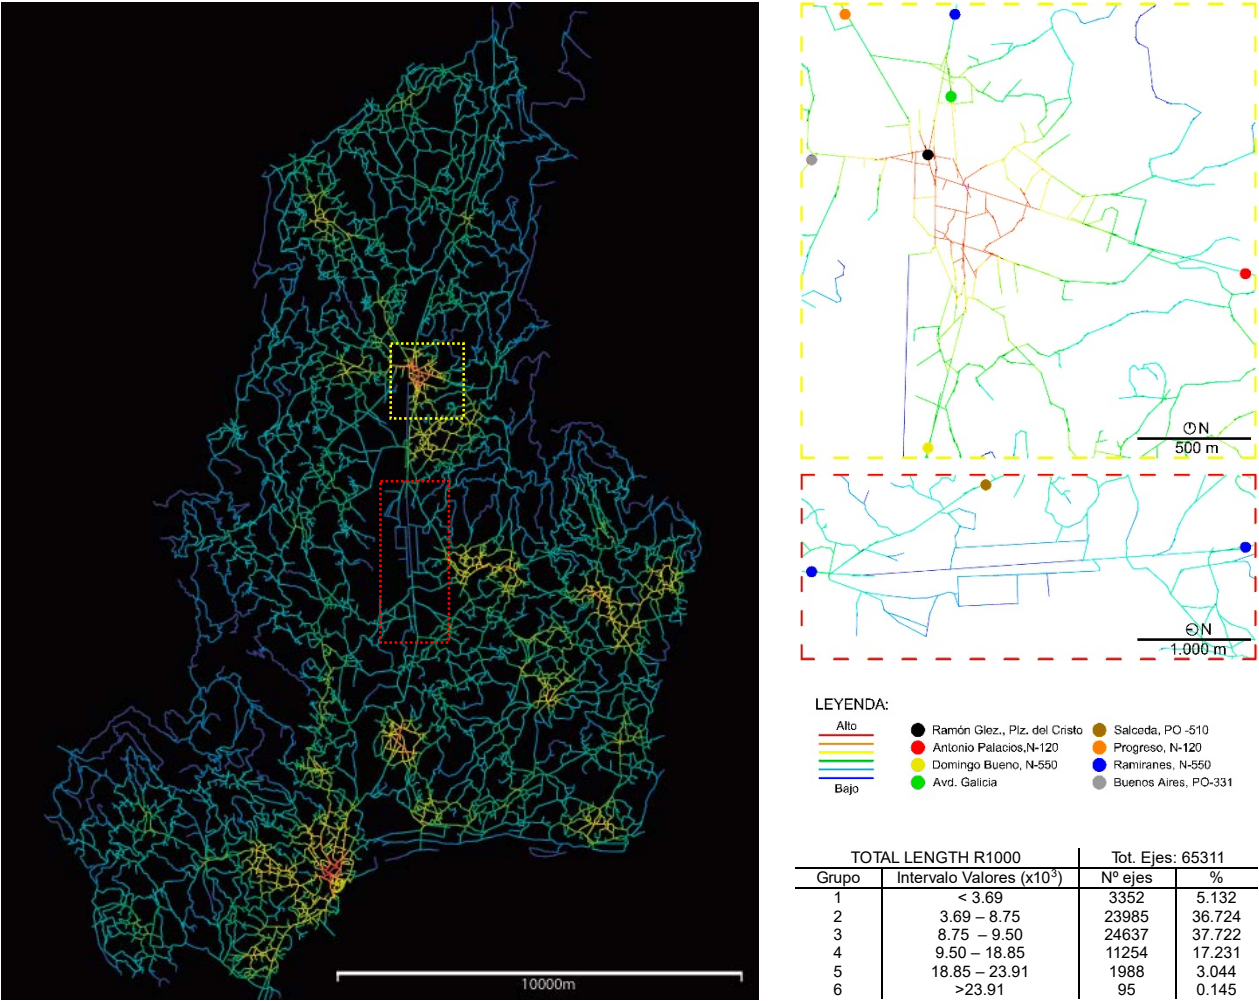 N
500 m
N
1.000 m
10000m
LEYENDA:
Alto
Bajo
Ramón Glez., Plz. del Cristo
Antonio Palacios,N-120
Domingo Bueno, N-550
Avd. Galicia
Salceda, PO -510
Progreso, N-120
Ramiranes, N-550
Buenos Aires, PO-331
TOTAL LENGTH R1000 Tot. Ejes: 65311
Grupo Intervalo Valores (x10³) Nº ejes %
1 < 3.69 3352 5.132
2 3.69 – 8.75 23985 36.724
3 8.75 – 9.50 24637 37.722
4 9.50 – 18.85 11254 17.231
5 18.85 – 23.91 1988 3.044
6 >23.91 95 0.145